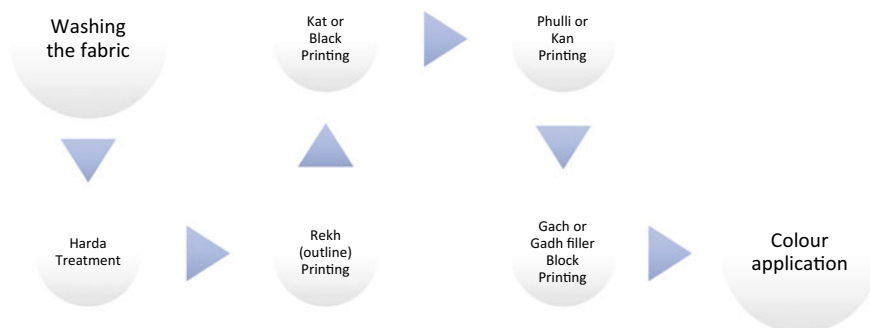 Washing
the fabric
Harda
Treatment
Rekh
(outline)
Printing
Kat or
Black
Printing
Phulli or
Kan
Printing
Gach or
Gadh filler
Block
Printing
Colour
application